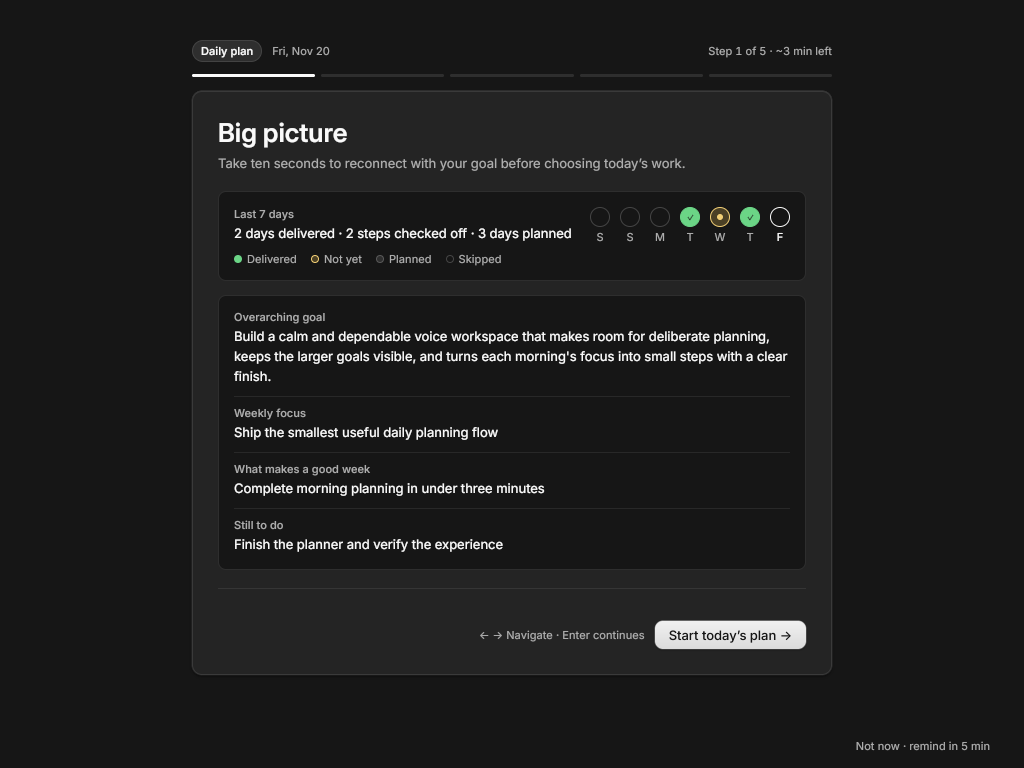 Daily plan Fri, Nov 20 Step 1 of 5 · ~3 min left
Big picture
Take ten seconds to reconnect with your goal before choosing today’s work.
Last 7 days
2 days delivered · 2 steps checked off · 3 days planned
S S M T W T F
Delivered Not yet Planned Skipped
Overarching goal
Build a calm and dependable voice workspace that makes room for deliberate planning,
keeps the larger goals visible, and turns each morning's focus into small steps with a clear
finish.
Weekly focus
Ship the smallest useful daily planning flow
What makes a good week
Complete morning planning in under three minutes
Still to do
Finish the planner and verify the experience
← → Navigate · Enter continues Start today’s plan →
Not now · remind in 5 min